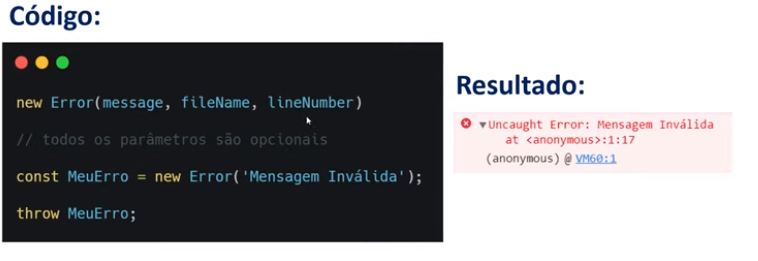 Código:
new Error(message, fileName, lineNumber)
// todos os parâmetros são opcionais
const MeuErro = new Error('Mensagem Inválida');
throw MeuErro;
Resultado:
Uncaught Error: Mensagem Inválida
at <anonymous>:1:17
(anonymous) @ VM60:1